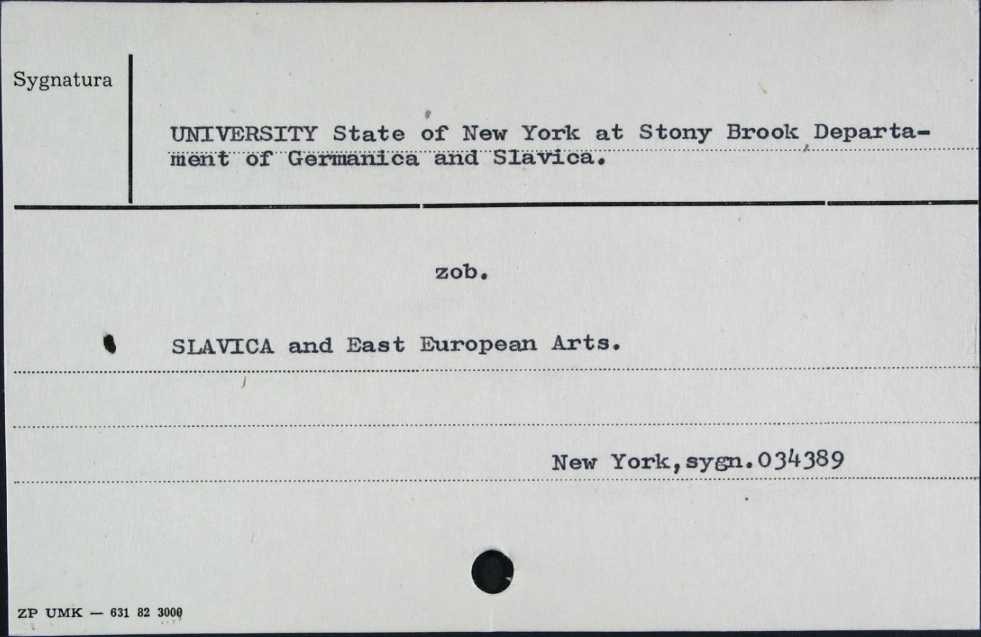 Sygnatura
UNIVERSITY State of New York at Stony Brook Departa-
ment of Germanica and Slavica.
zob.
SLAVICA and East European Arts.
New York,sygn.034389
ZP UMK — 631 82 3000